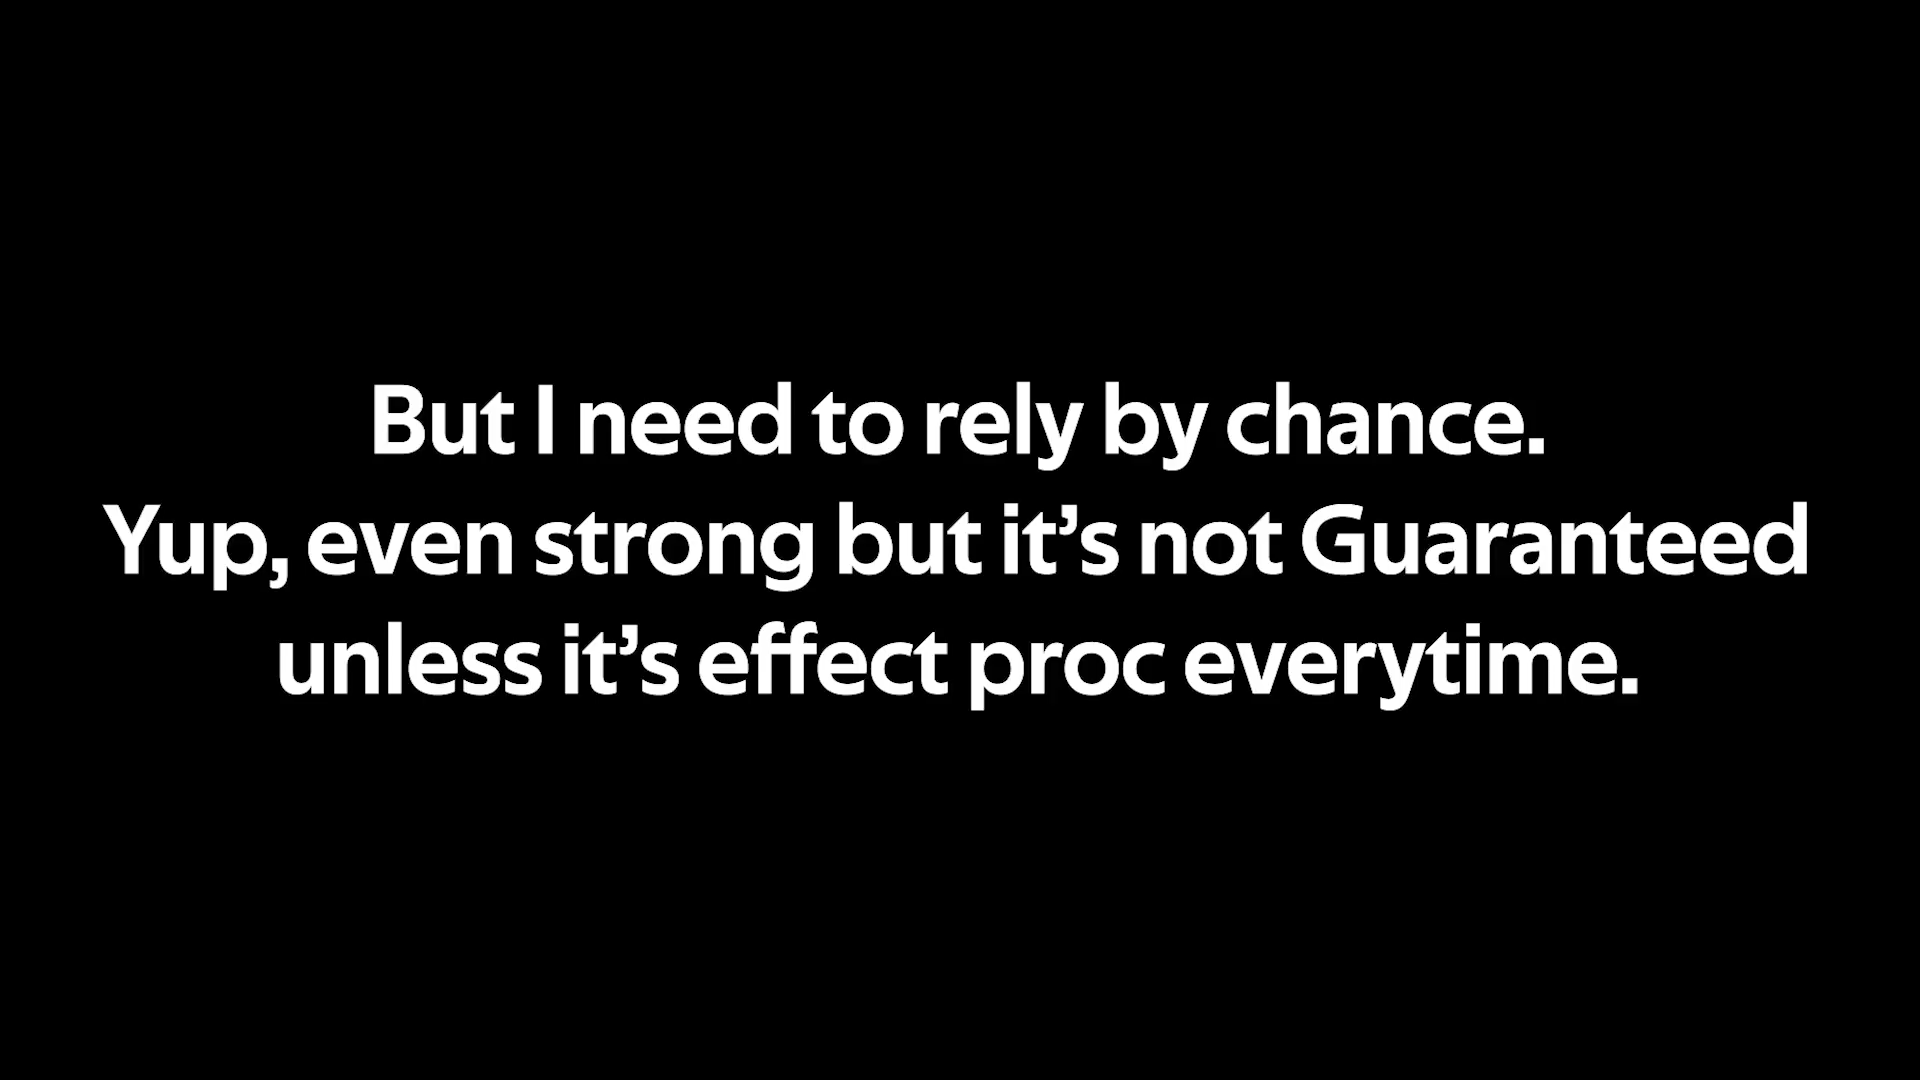 But I need to rely by chance.
Yup, even strong but it’s not Guaranteed
unless it’s effect proc everytime.